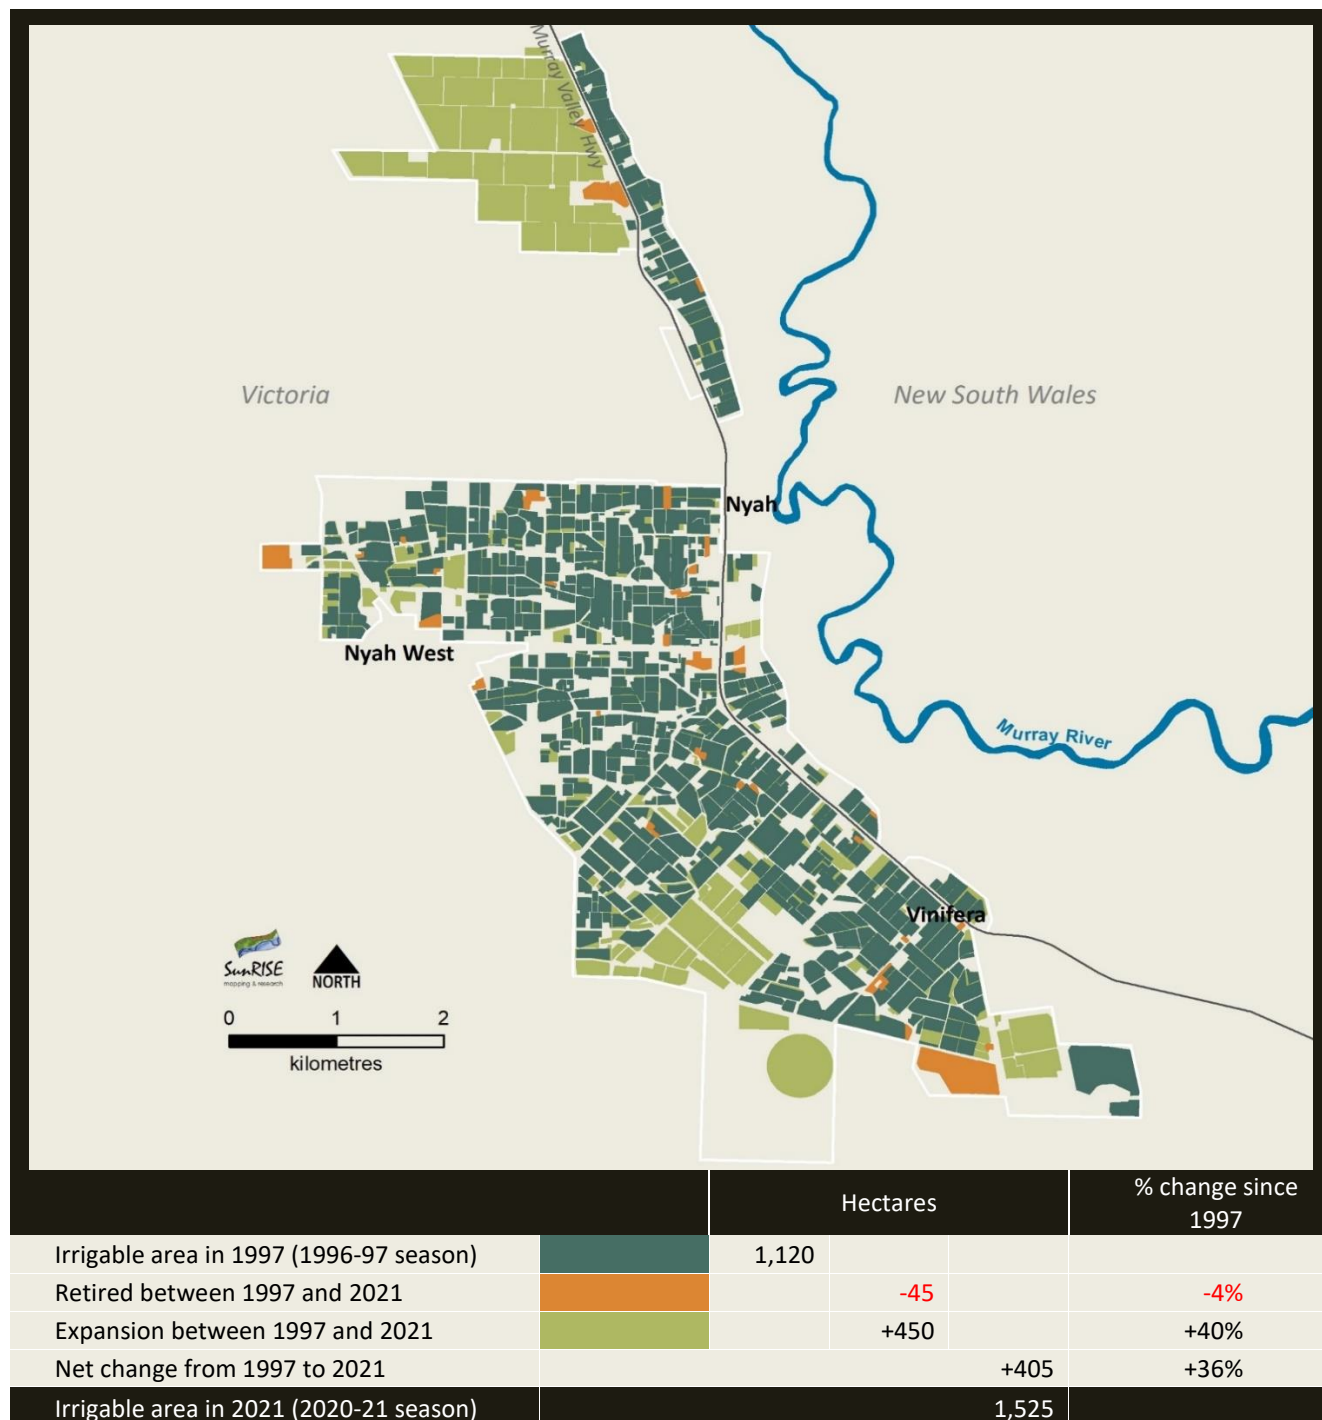 Murray Valley Hwy
Victoria
New South Wales
Nyah
Nyah West
Murray River
Vinifera
SunRISE
mapping & research
NORTH
0 1 2
kilometres
Hectares % change since
1997
Irrigable area in 1997 (1996-97 season) 1,120
Retired between 1997 and 2021 -45 -4%
Expansion between 1997 and 2021 +450 +40%
Net change from 1997 to 2021 +405 +36%
Irrigable area in 2021 (2020-21 season) 1,525